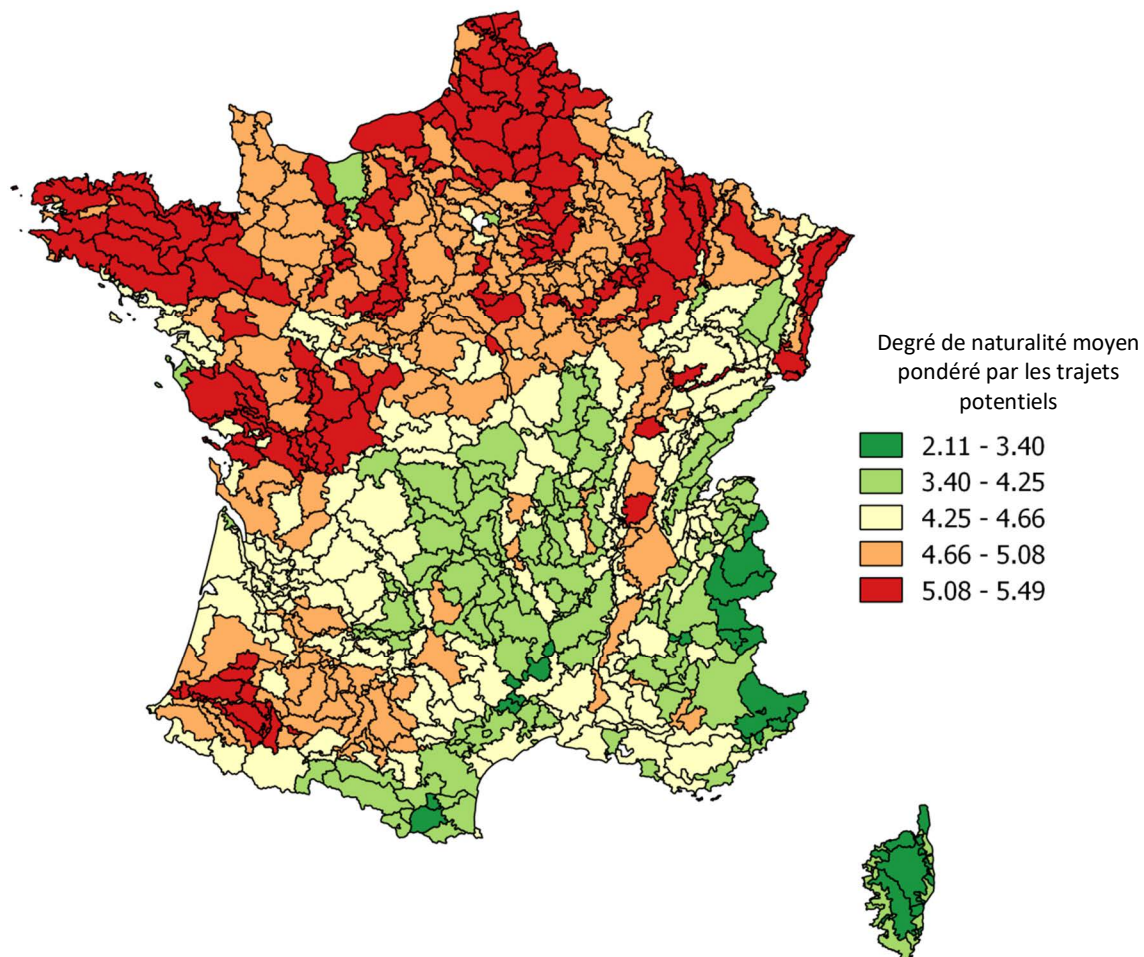 Degré de naturalité moyen
pondéré par les trajets
potentiels
2.11 - 3.40
3.40 - 4.25
4.25 - 4.66
4.66 - 5.08
5.08 - 5.49